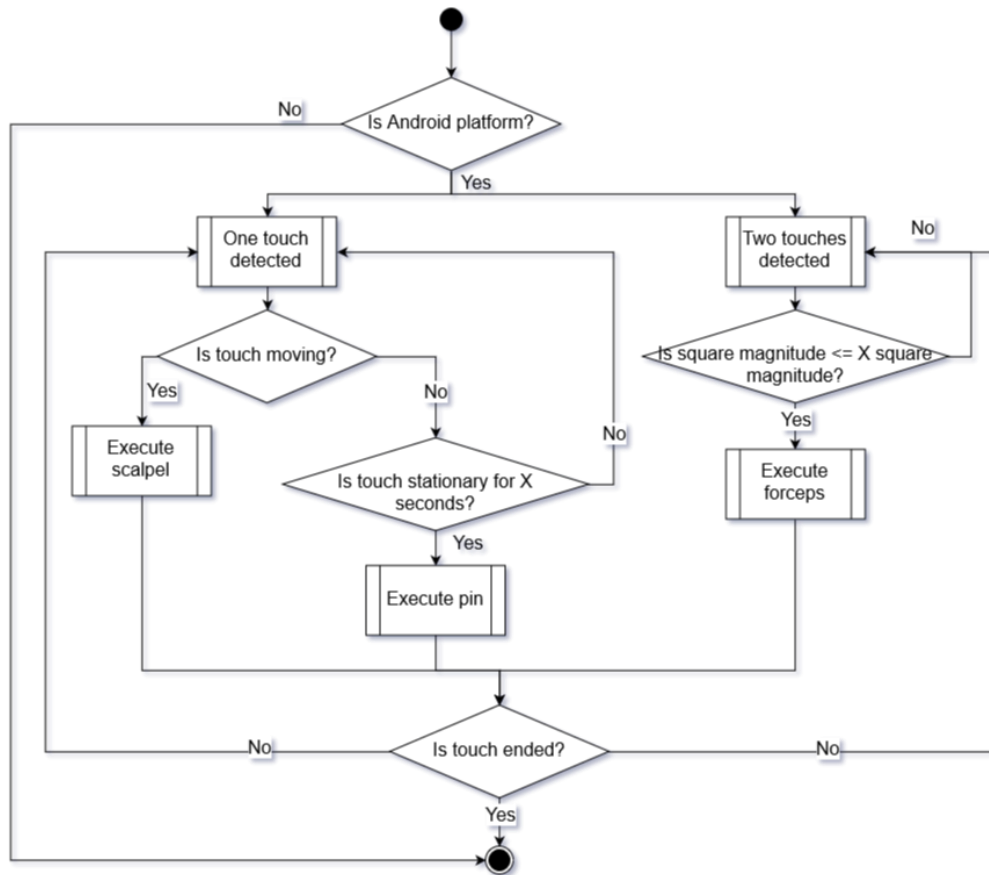 No
Is Android platform?
Yes
One touch
detected
Two touches
detected
No
Is touch moving?
Is square magnitude <= X square
magnitude?
Yes
No
Yes
No
Execute
scalpel
Is touch stationary for X
seconds?
Execute
forceps
Yes
Execute pin
No
Is touch ended?
No
Yes